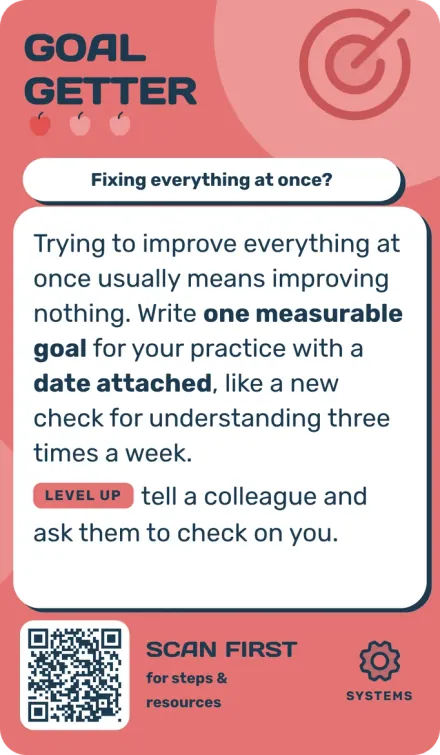 GOAL
GETTER
Fixing everything at once?
Trying to improve everything at
once usually means improving
nothing. Write one measurable
goal for your practice with a
date attached, like a new
check for understanding three
times a week.
LEVEL UP tell a colleague and
ask them to check on you.
SCAN FIRST
for steps &
resources
SYSTEMS